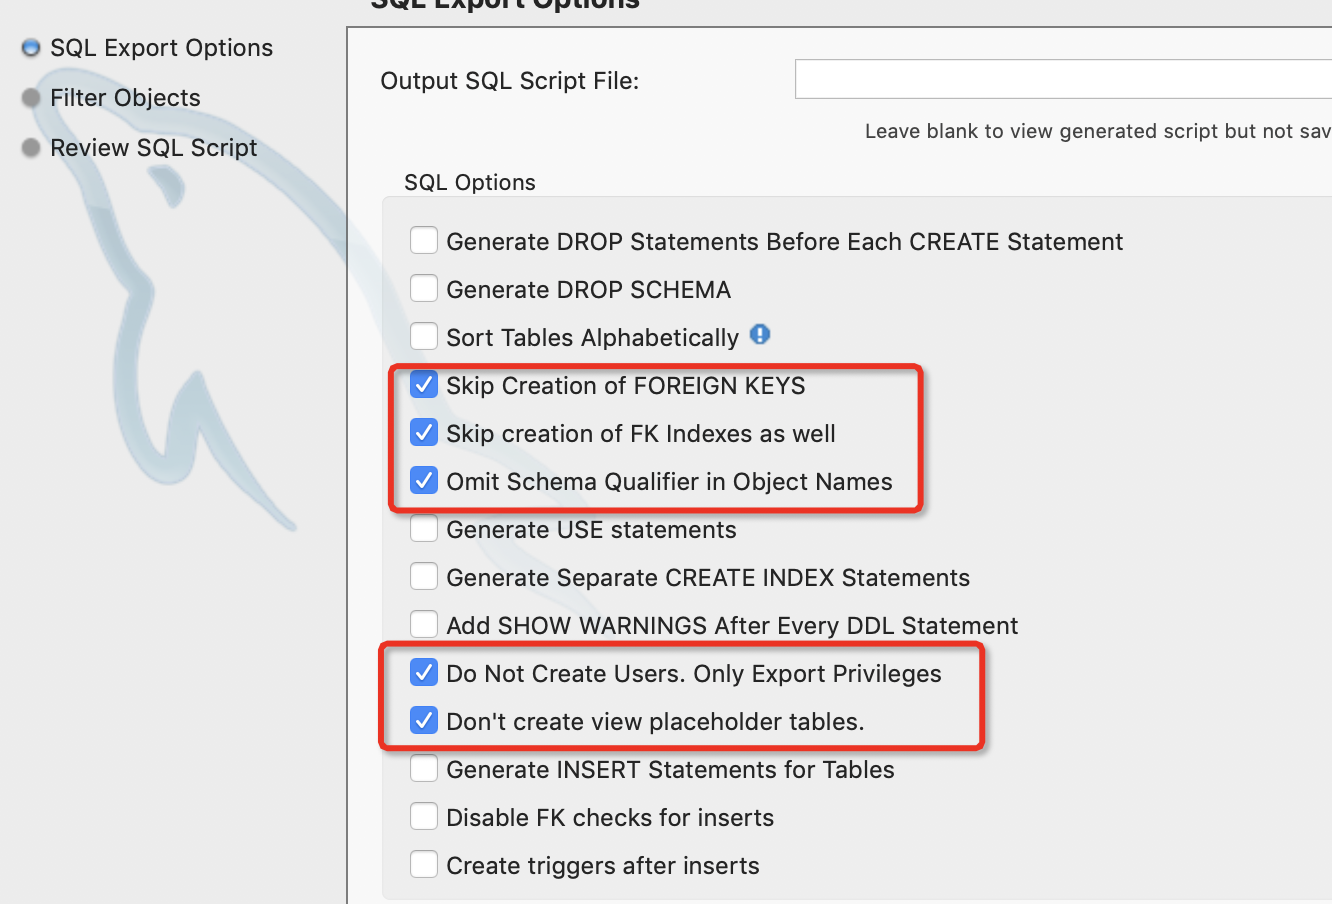 SQL Export Options
SQL Export Options
Filter Objects
Review SQL Script
Output SQL Script File:
Leave blank to view generated script but not sav
SQL Options
Generate DROP Statements Before Each CREATE Statement
Generate DROP SCHEMA
Sort Tables Alphabetically
Skip Creation of FOREIGN KEYS
Skip creation of FK Indexes as well
Omit Schema Qualifier in Object Names
Generate USE statements
Generate Separate CREATE INDEX Statements
Add SHOW WARNINGS After Every DDL Statement
Do Not Create Users. Only Export Privileges
Don't create view placeholder tables.
Generate INSERT Statements for Tables
Disable FK checks for inserts
Create triggers after inserts